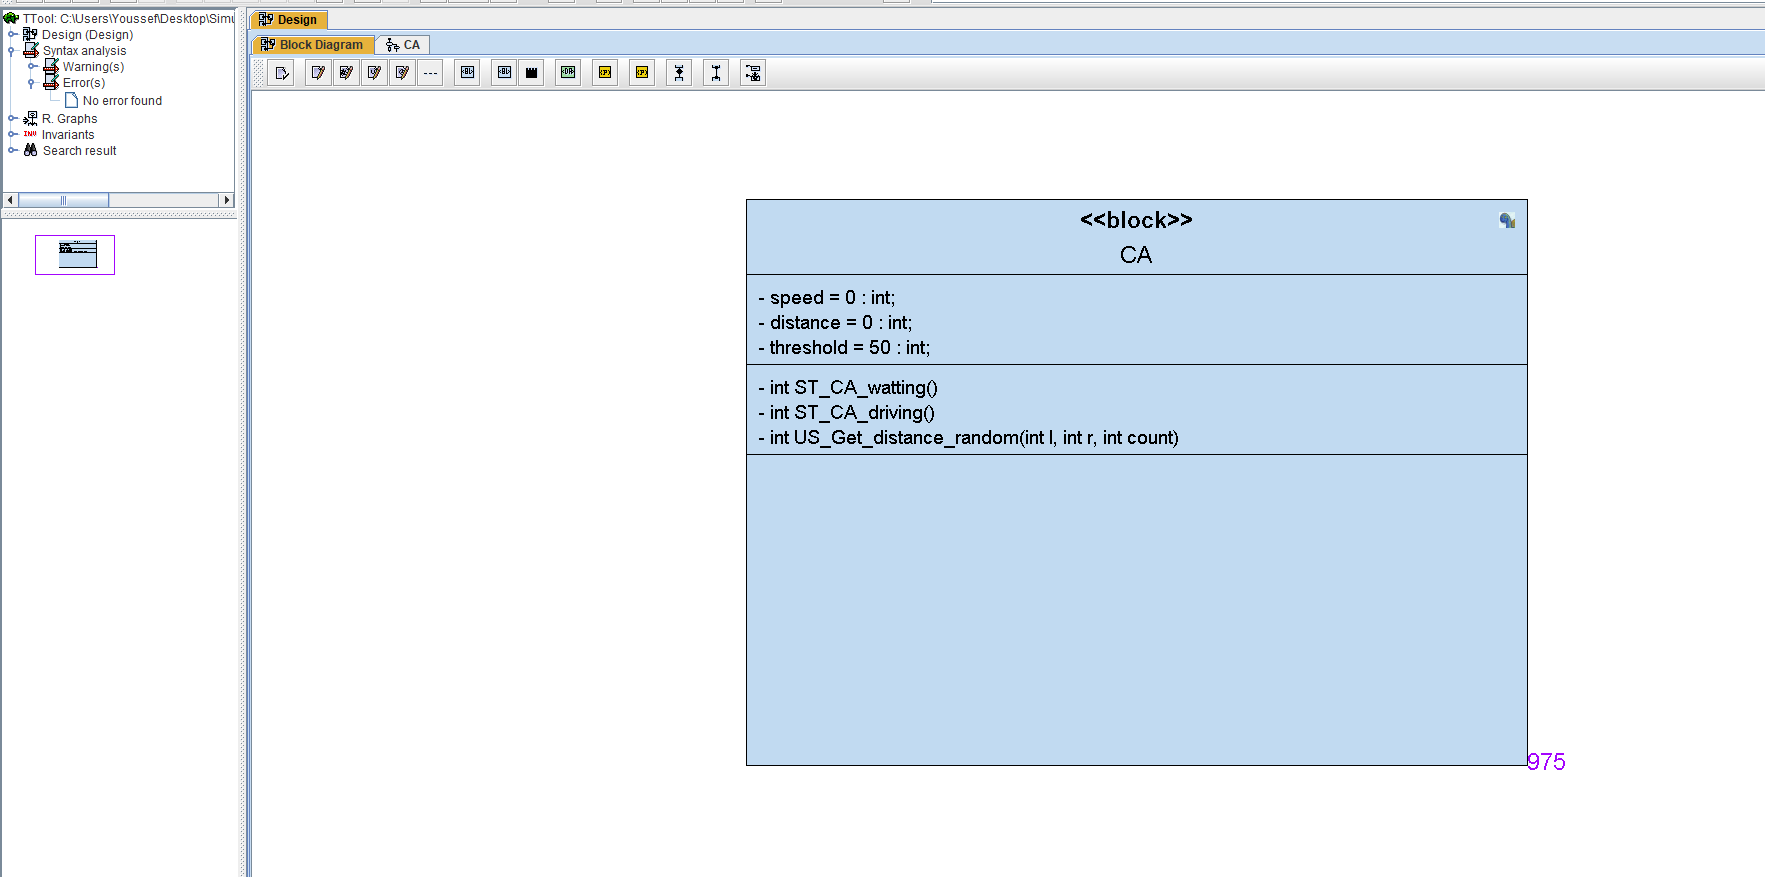 TTool: C:\Users\Youssef\Desktop\Simu
Design (Design)
Syntax analysis
Warning(s)
Error(s)
No error found
R. Graphs
INV Invariants
Search result
Design
Block Diagram
CA
<<block>>
CA
- speed = 0 : int;
- distance = 0 : int;
- threshold = 50 : int;
- int ST_CA_watting()
- int ST_CA_driving()
- int US_Get_distance_random(int l, int r, int count)
975